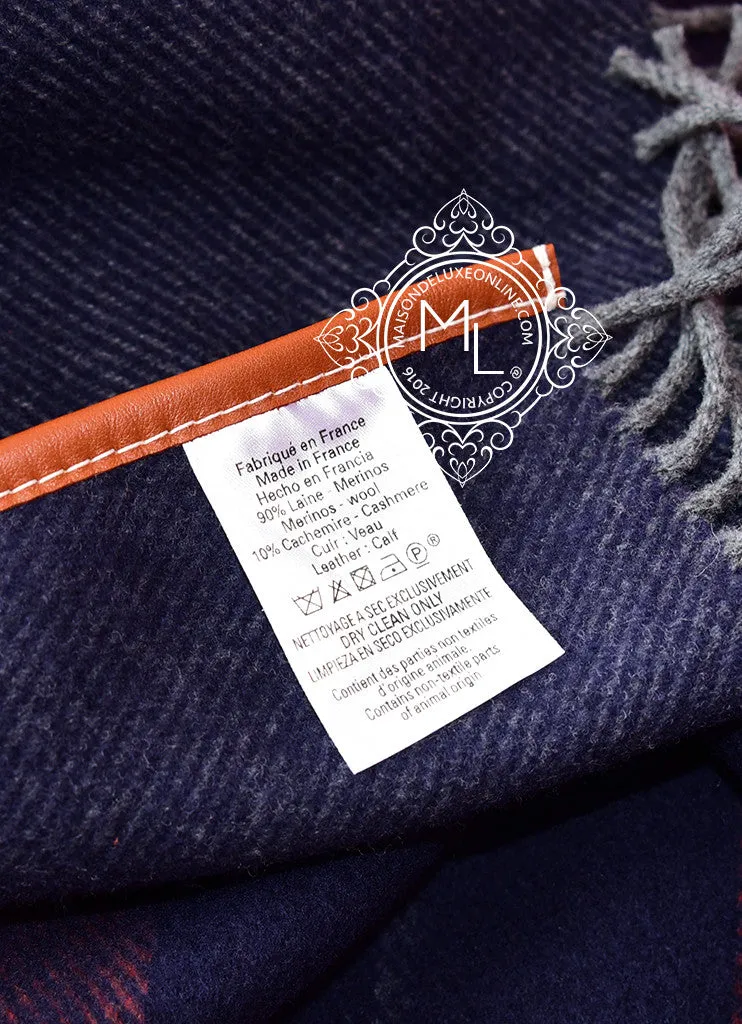 MAISONDELUXEONLINE.COM
ML
@ COPYRIGHT 2016
Fabriqué en France
Made in France
Hecho en Francia
90% Laine - Merinos
Merinos - wool
10% Cachemire - Cashmere
Cuir : Veau
Leather : Calf
P ®
NETTOYAGE A SEC EXCLUSIVEMENT
DRY CLEAN ONLY
LIMPIEZA EN SECO EXCLUSIVAMENTE
Contient des parties non textiles
d'origine animale.
Contains non-textile parts
of animal origin